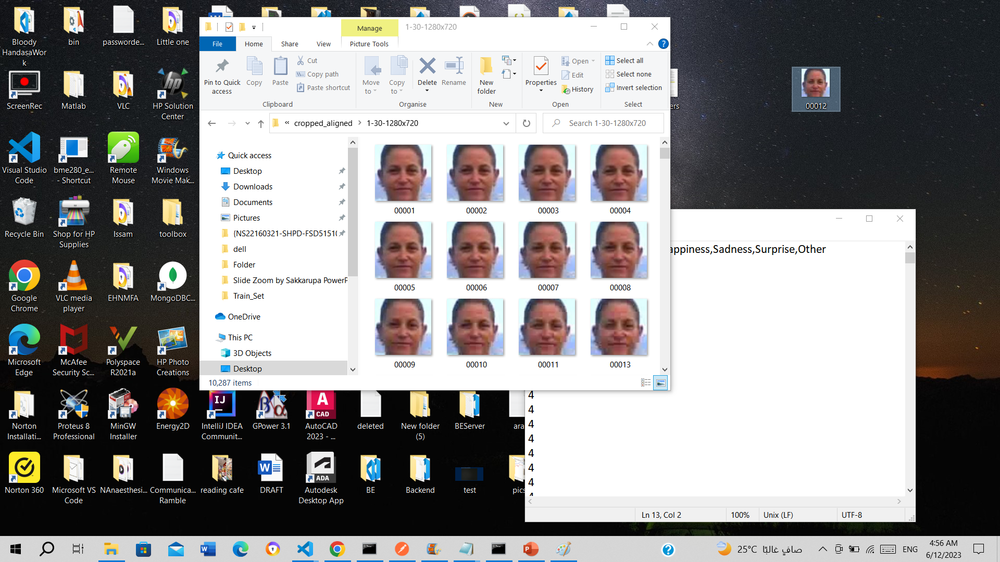 Manage
1-30-1280x720
File
Home
Share
View
Picture Tools
Pin to Quick access
Copy
Paste
Cut
Copy path
Paste shortcut
Clipboard
Move to
Copy to
Delete
Rename
Organise
New folder
New
Properties
Open
Edit
History
Open
Select all
Select none
Invert selection
Select
« cropped_aligned > 1-30-1280x720
Search 1-30-1280x720
Quick access
Desktop
Downloads
Documents
Pictures
{NS22160321-SHPD-FSD5151
dell
Folder
Slide Zoom by Sakkarupa PowerP
Train_Set
OneDrive
This PC
3D Objects
Desktop
00001
00002
00003
00004
00005
00006
00007
00008
00009
00010
00011
00013
10,287 items
00012
ers
appiness,Sadness,Surprise,Other
4
4
4
4
4
4
4
Ln 13, Col 2
100%
Unix (LF)
UTF-8
Bloody HandasaWork
bin
passworde...
Little one
ScreenRec
Matlab
VLC
HP Solution Center
Visual Studio Code
bme280_e... - Shortcut
Remote Mouse
Windows Movie Mak...
Recycle Bin
Shop for HP Supplies
Issam
toolbox
Google Chrome
VLC media player
EHNMFA
MongoDBC...
Microsoft Edge
McAfee Security Sc...
Polyspace R2021a
HP Photo Creations
Norton Installati...
Proteus 8 Professional
MinGW Installer
Energy2D
IntelliJ IDEA Communit...
GPower 3.1
AutoCAD 2023 - ...
deleted
New folder (5)
BEServer
ara
Norton 360
Microsoft VS Code
NAnaesthesi...
Communica... Ramble
reading cafe
DRAFT
Autodesk Desktop App
BE
Backend
test
pics
25°C
صافٍ غالبًا
ENG
4:56 AM
6/12/2023